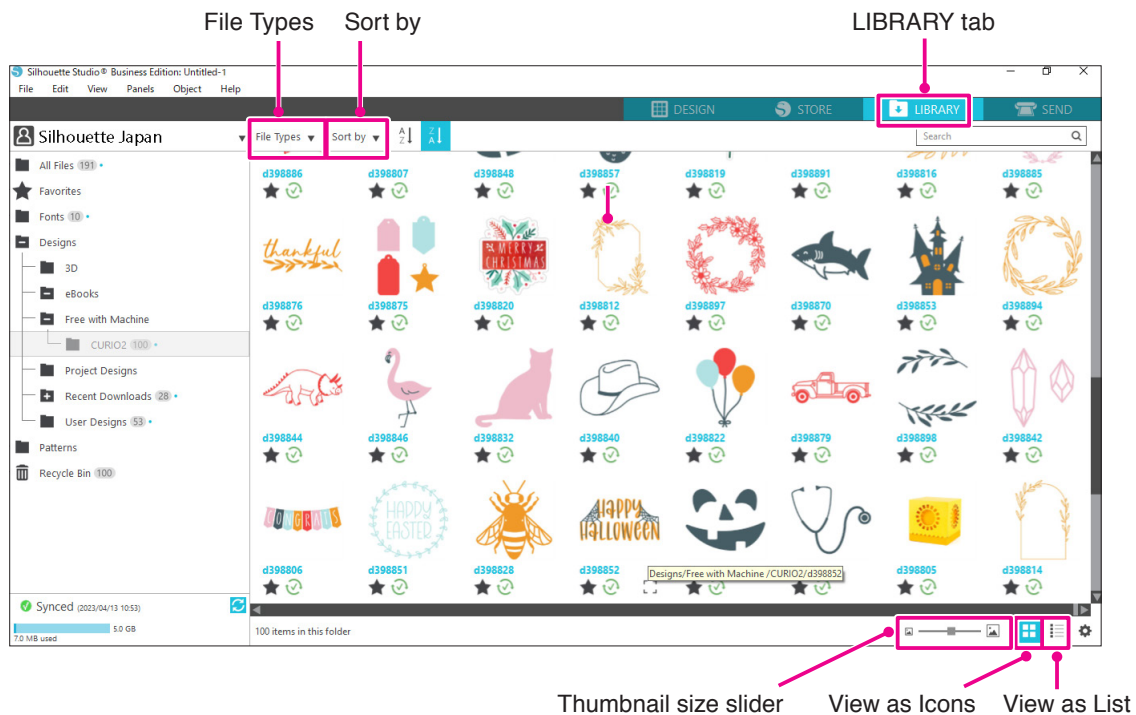 File Types Sort by LIBRARY tab
Silhouette Studio® Business Edition: Untitled-1
File Edit View Panels Object Help
DESIGN STORE LIBRARY SEND
Silhouette Japan File Types Sort by A Z Z A Search
All Files 191
Favorites
Fonts 10
Designs
3D
eBooks
Free with Machine
CURIO2 100
Project Designs
Recent Downloads 28
User Designs 53
Patterns
Recycle Bin 100
d398886 d398807 d398848 d398857 d398819 d398891 d398816 d398885
thankful MERRY CHRISTMAS
d398876 d398875 d398820 d398812 d398897 d398870 d398853 d398894
d398844 d398846 d398832 d398840 d398822 d398879 d398898 d398842
CONGRATS HAPPY EASTER HAPPY HALLOWEEN
d398806 d398851 d398828 d398852 d398805 d398814
Designs/Free with Machine /CURIO2/d398852
Synced (2023/04/13 10:53)
5.0 GB
7.0 MB used
100 items in this folder
Thumbnail size slider View as Icons View as List